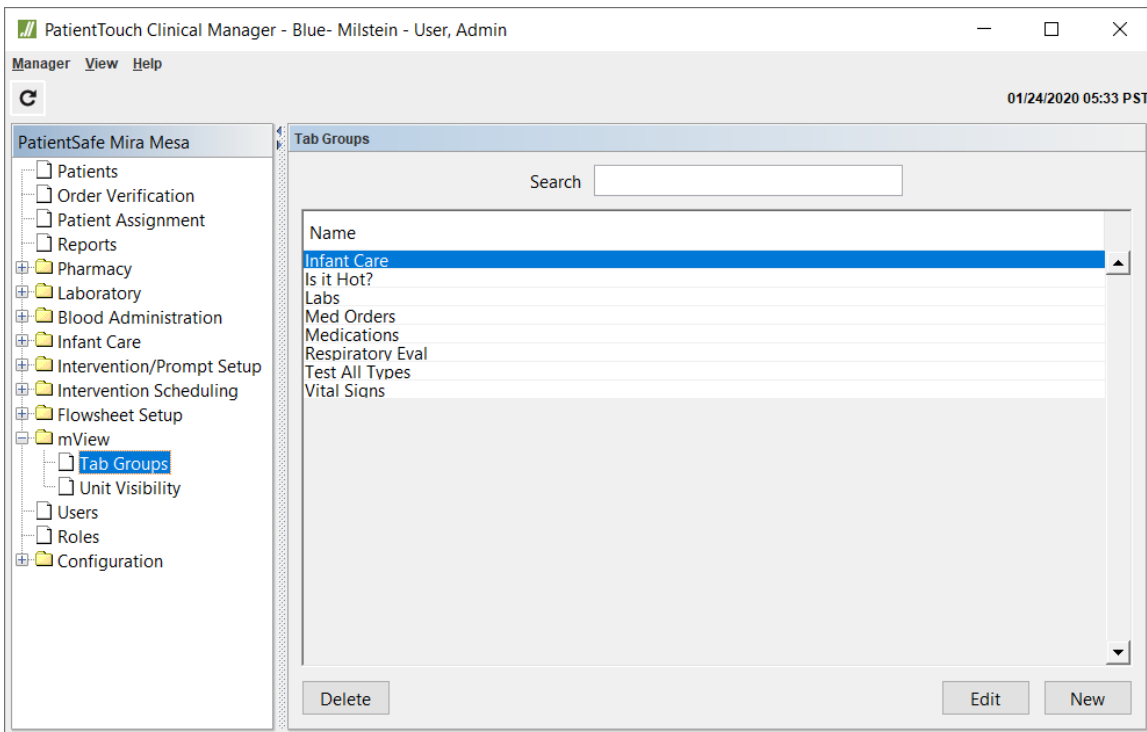 PatientTouch Clinical Manager - Blue- Milstein - User, Admin
Manager View Help
01/24/2020 05:33 PST
PatientSafe Mira Mesa
Patients
Order Verification
Patient Assignment
Reports
Pharmacy
Laboratory
Blood Administration
Infant Care
Intervention/Prompt Setup
Intervention Scheduling
Flowsheet Setup
mView
Tab Groups
Unit Visibility
Users
Roles
Configuration
Tab Groups
Search
Name
Infant Care
Is it Hot?
Labs
Med Orders
Medications
Respiratory Eval
Test All Types
Vital Signs
Delete Edit New